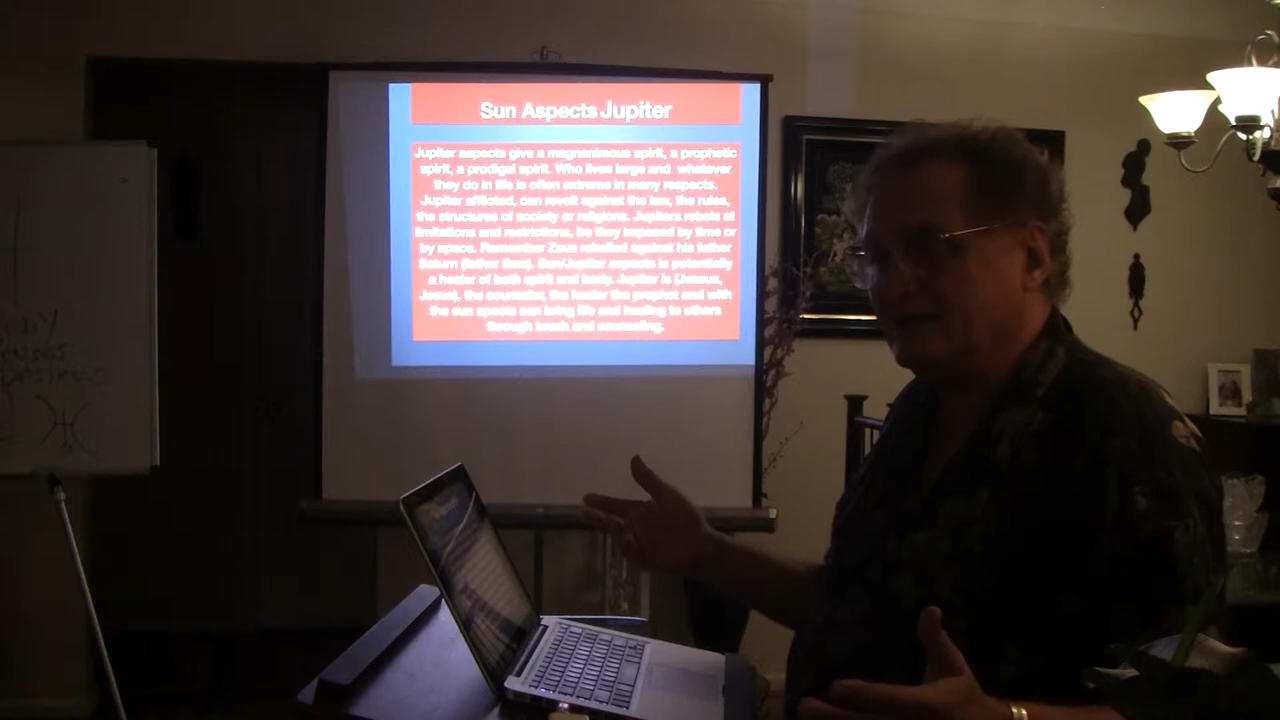 Sun Aspects Jupiter
Jupiter aspects give a magnanimous spirit, a prophetic
spirit, a prodigal spirit. Who lives large and whatever
they do in life is often extreme in many respects.
Jupiter afflicted, can revolt against the law, the rules,
the structures of society or religions. Jupiters rebels at
limitations and restrictions, be they imposed by time or
by space. Remember Zeus rebelled against his father
Saturn (father time). Sun/Jupiter aspects is potentially
a healer of both spirit and body. Jupiter is (Jesous,
Jesus), the counselor, the healer the prophet and with
the sun apects can bring life and healing to others
through touch and counseling.